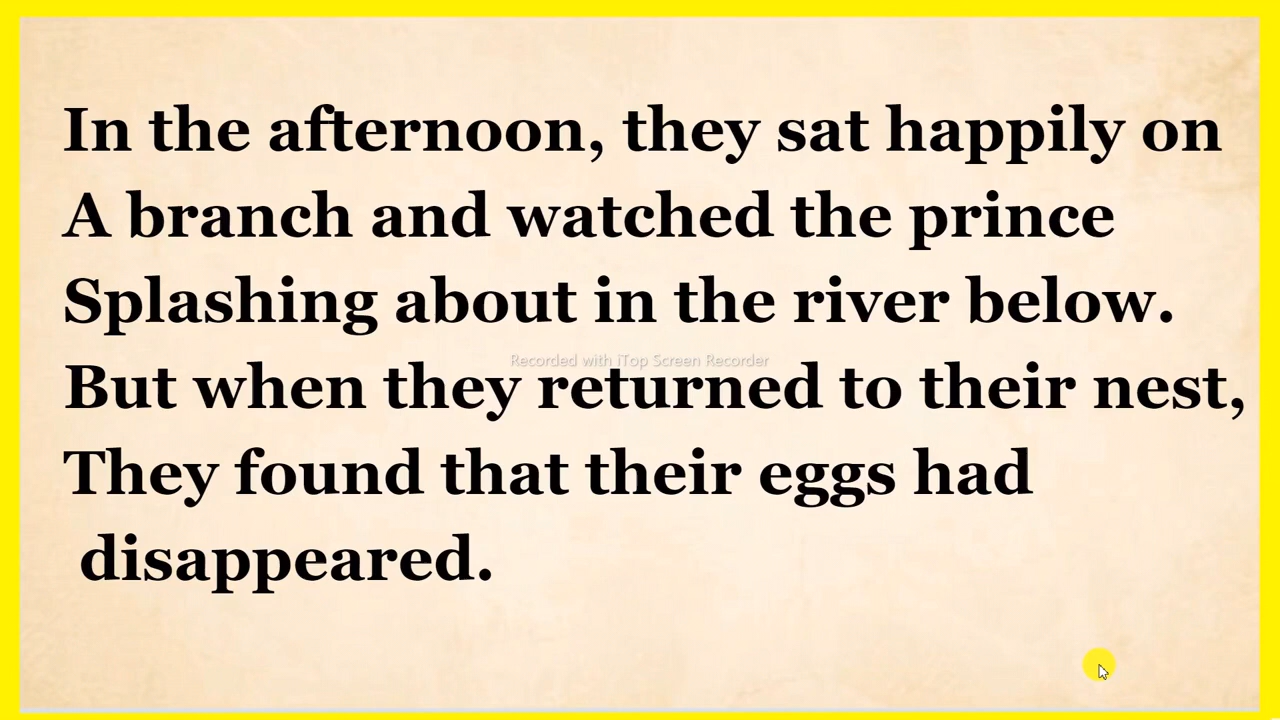 In the afternoon, they sat happily on
A branch and watched the prince
Splashing about in the river below.
Recorded with iTop Screen Recorder
But when they returned to their nest,
They found that their eggs had
disappeared.